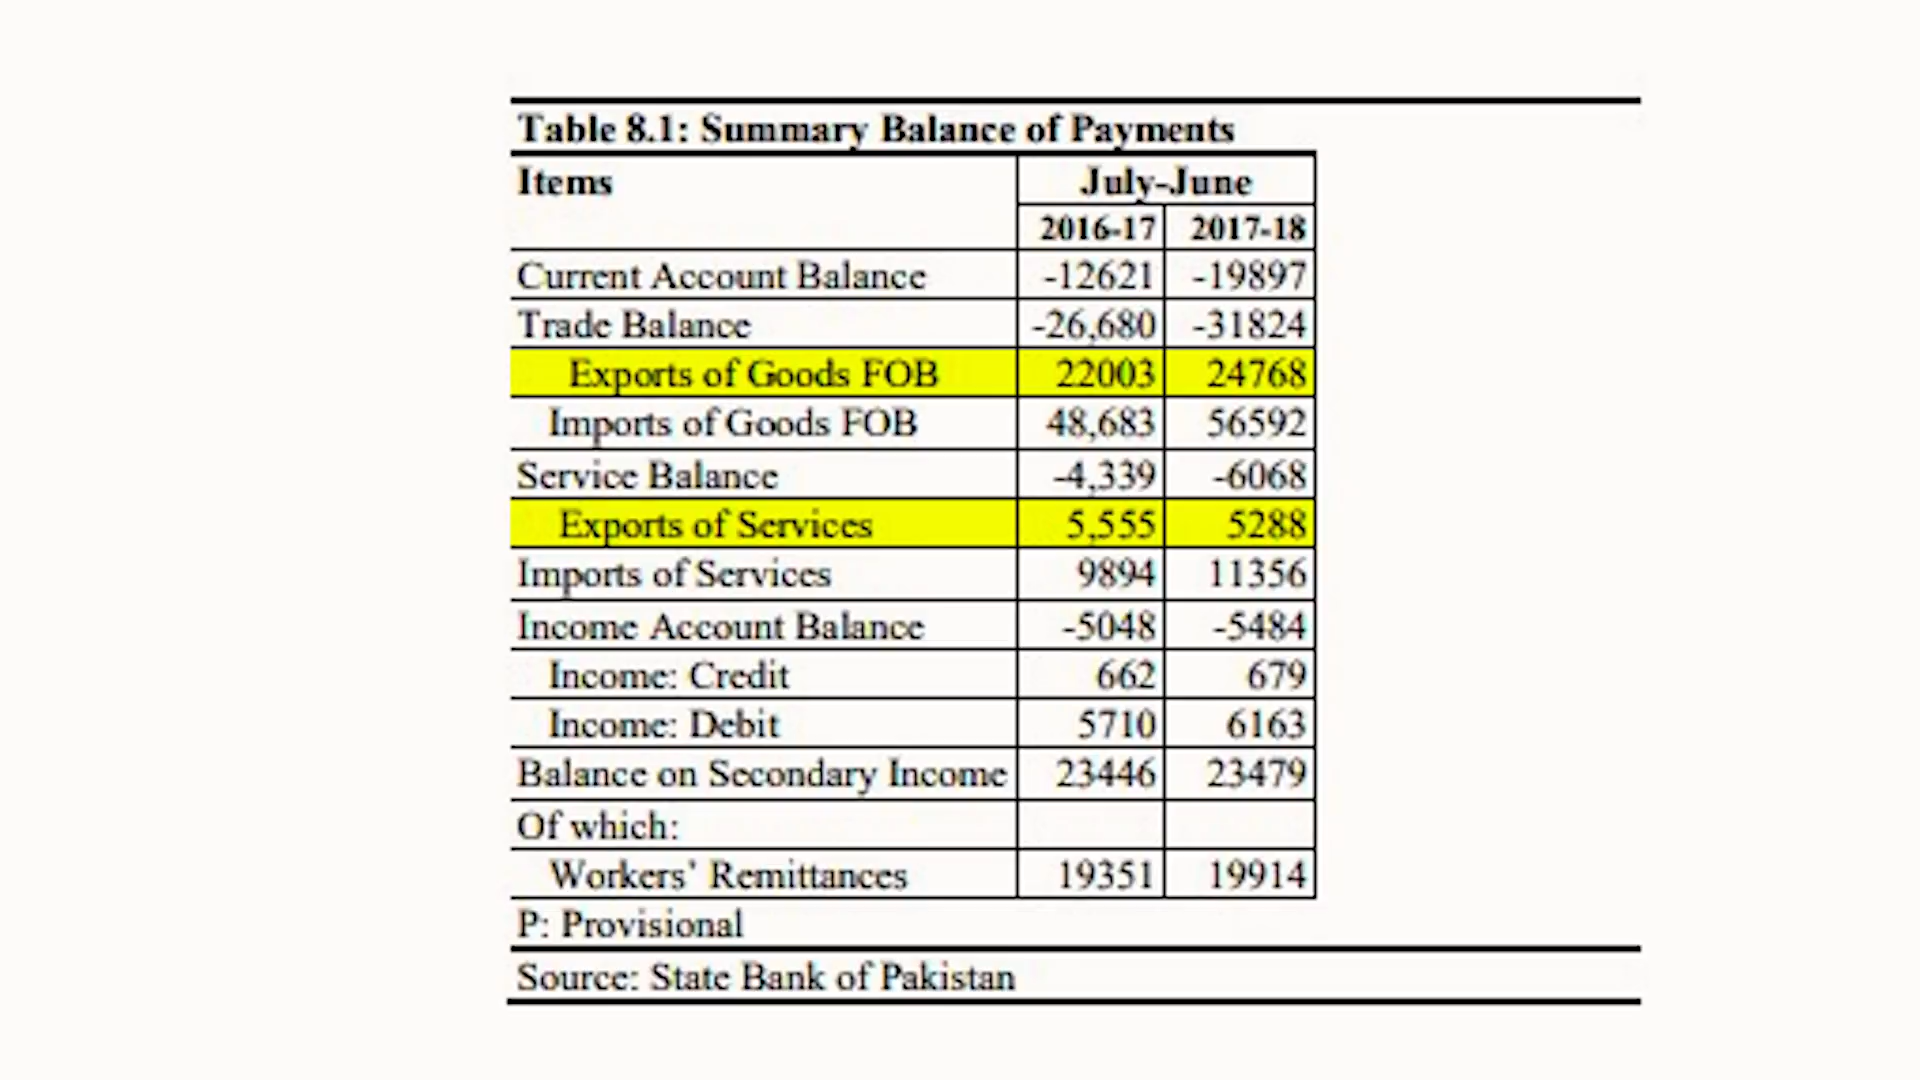 Table 8.1: Summary Balance of Payments
Items July-June
2016-17 2017-18
Current Account Balance -12621 -19897
Trade Balance -26,680 -31824
Exports of Goods FOB 22003 24768
Imports of Goods FOB 48,683 56592
Service Balance -4,339 -6068
Exports of Services 5,555 5288
Imports of Services 9894 11356
Income Account Balance -5048 -5484
Income: Credit 662 679
Income: Debit 5710 6163
Balance on Secondary Income 23446 23479
Of which:
Workers' Remittances 19351 19914
P: Provisional
Source: State Bank of Pakistan